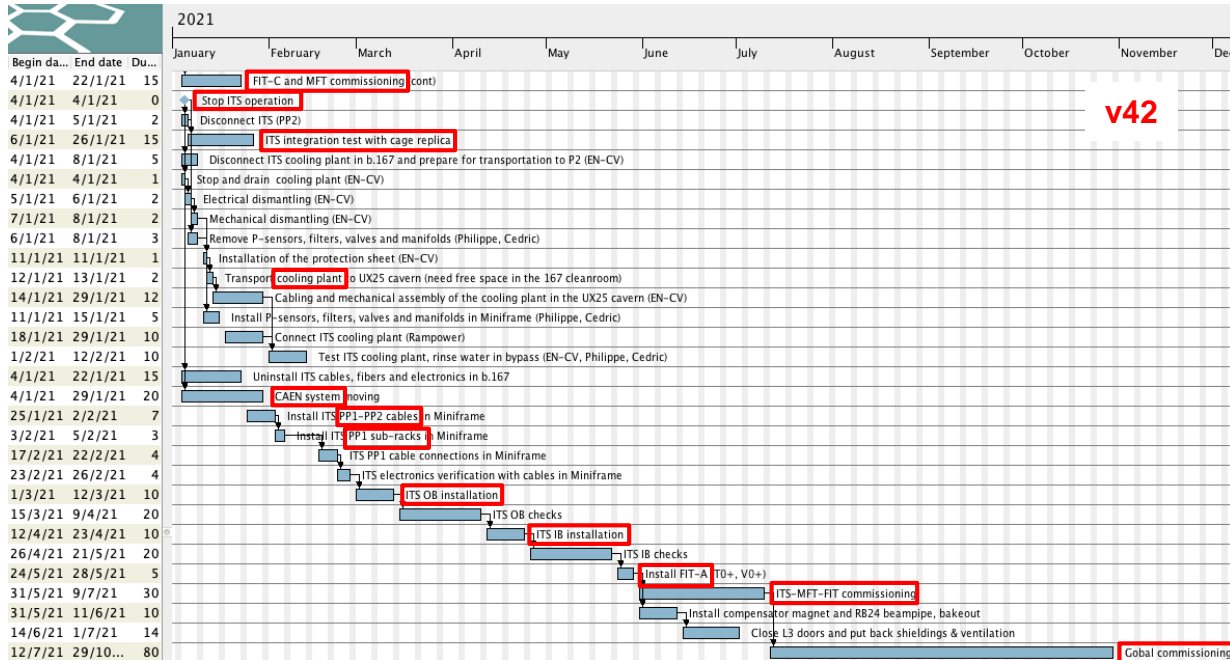 2021
January February March April May June July August September October November Dec
Begin da... End date Du...
4/1/21 22/1/21 15 FIT-C and MFT commissioning (cont)
4/1/21 4/1/21 0 Stop ITS operation
v42
4/1/21 5/1/21 2 Disconnect ITS (PP2)
6/1/21 26/1/21 15 ITS integration test with cage replica
4/1/21 8/1/21 5 Disconnect ITS cooling plant in b.167 and prepare for transportation to P2 (EN-CV)
4/1/21 4/1/21 1 Stop and drain cooling plant (EN-CV)
5/1/21 6/1/21 2 Electrical dismantling (EN-CV)
7/1/21 8/1/21 2 Mechanical dismantling (EN-CV)
6/1/21 8/1/21 3 Remove P-sensors, filters, valves and manifolds (Philippe, Cedric)
11/1/21 11/1/21 1 Installation of the protection sheet (EN-CV)
12/1/21 13/1/21 2 Transport cooling plant to UX25 cavern (need free space in the 167 cleanroom)
14/1/21 29/1/21 12 Cabling and mechanical assembly of the cooling plant in the UX25 cavern (EN-CV)
11/1/21 15/1/21 5 Install P-sensors, filters, valves and manifolds in Miniframe (Philippe, Cedric)
18/1/21 29/1/21 10 Connect ITS cooling plant (Rampower)
1/2/21 12/2/21 10 Test ITS cooling plant, rinse water in bypass (EN-CV, Philippe, Cedric)
4/1/21 22/1/21 15 Uninstall ITS cables, fibers and electronics in b.167
4/1/21 29/1/21 20 CAEN system moving
25/1/21 2/2/21 7 Install ITS PP1-PP2 cables in Miniframe
3/2/21 5/2/21 3 Install ITS PP1 sub-racks in Miniframe
17/2/21 22/2/21 4 ITS PP1 cable connections in Miniframe
23/2/21 26/2/21 4 ITS electronics verification with cables in Miniframe
1/3/21 12/3/21 10 ITS OB installation
15/3/21 9/4/21 20 ITS OB checks
12/4/21 23/4/21 10 ITS IB installation
26/4/21 21/5/21 20 ITS IB checks
24/5/21 28/5/21 5 Install FIT-A (T0+, V0+)
31/5/21 9/7/21 30 ITS-MFT-FIT commissioning
31/5/21 11/6/21 10 Install compensator magnet and RB24 beampipe, bakeout
14/6/21 1/7/21 14 Close L3 doors and put back shieldings & ventilation
12/7/21 29/10... 80 Gobal commissioning